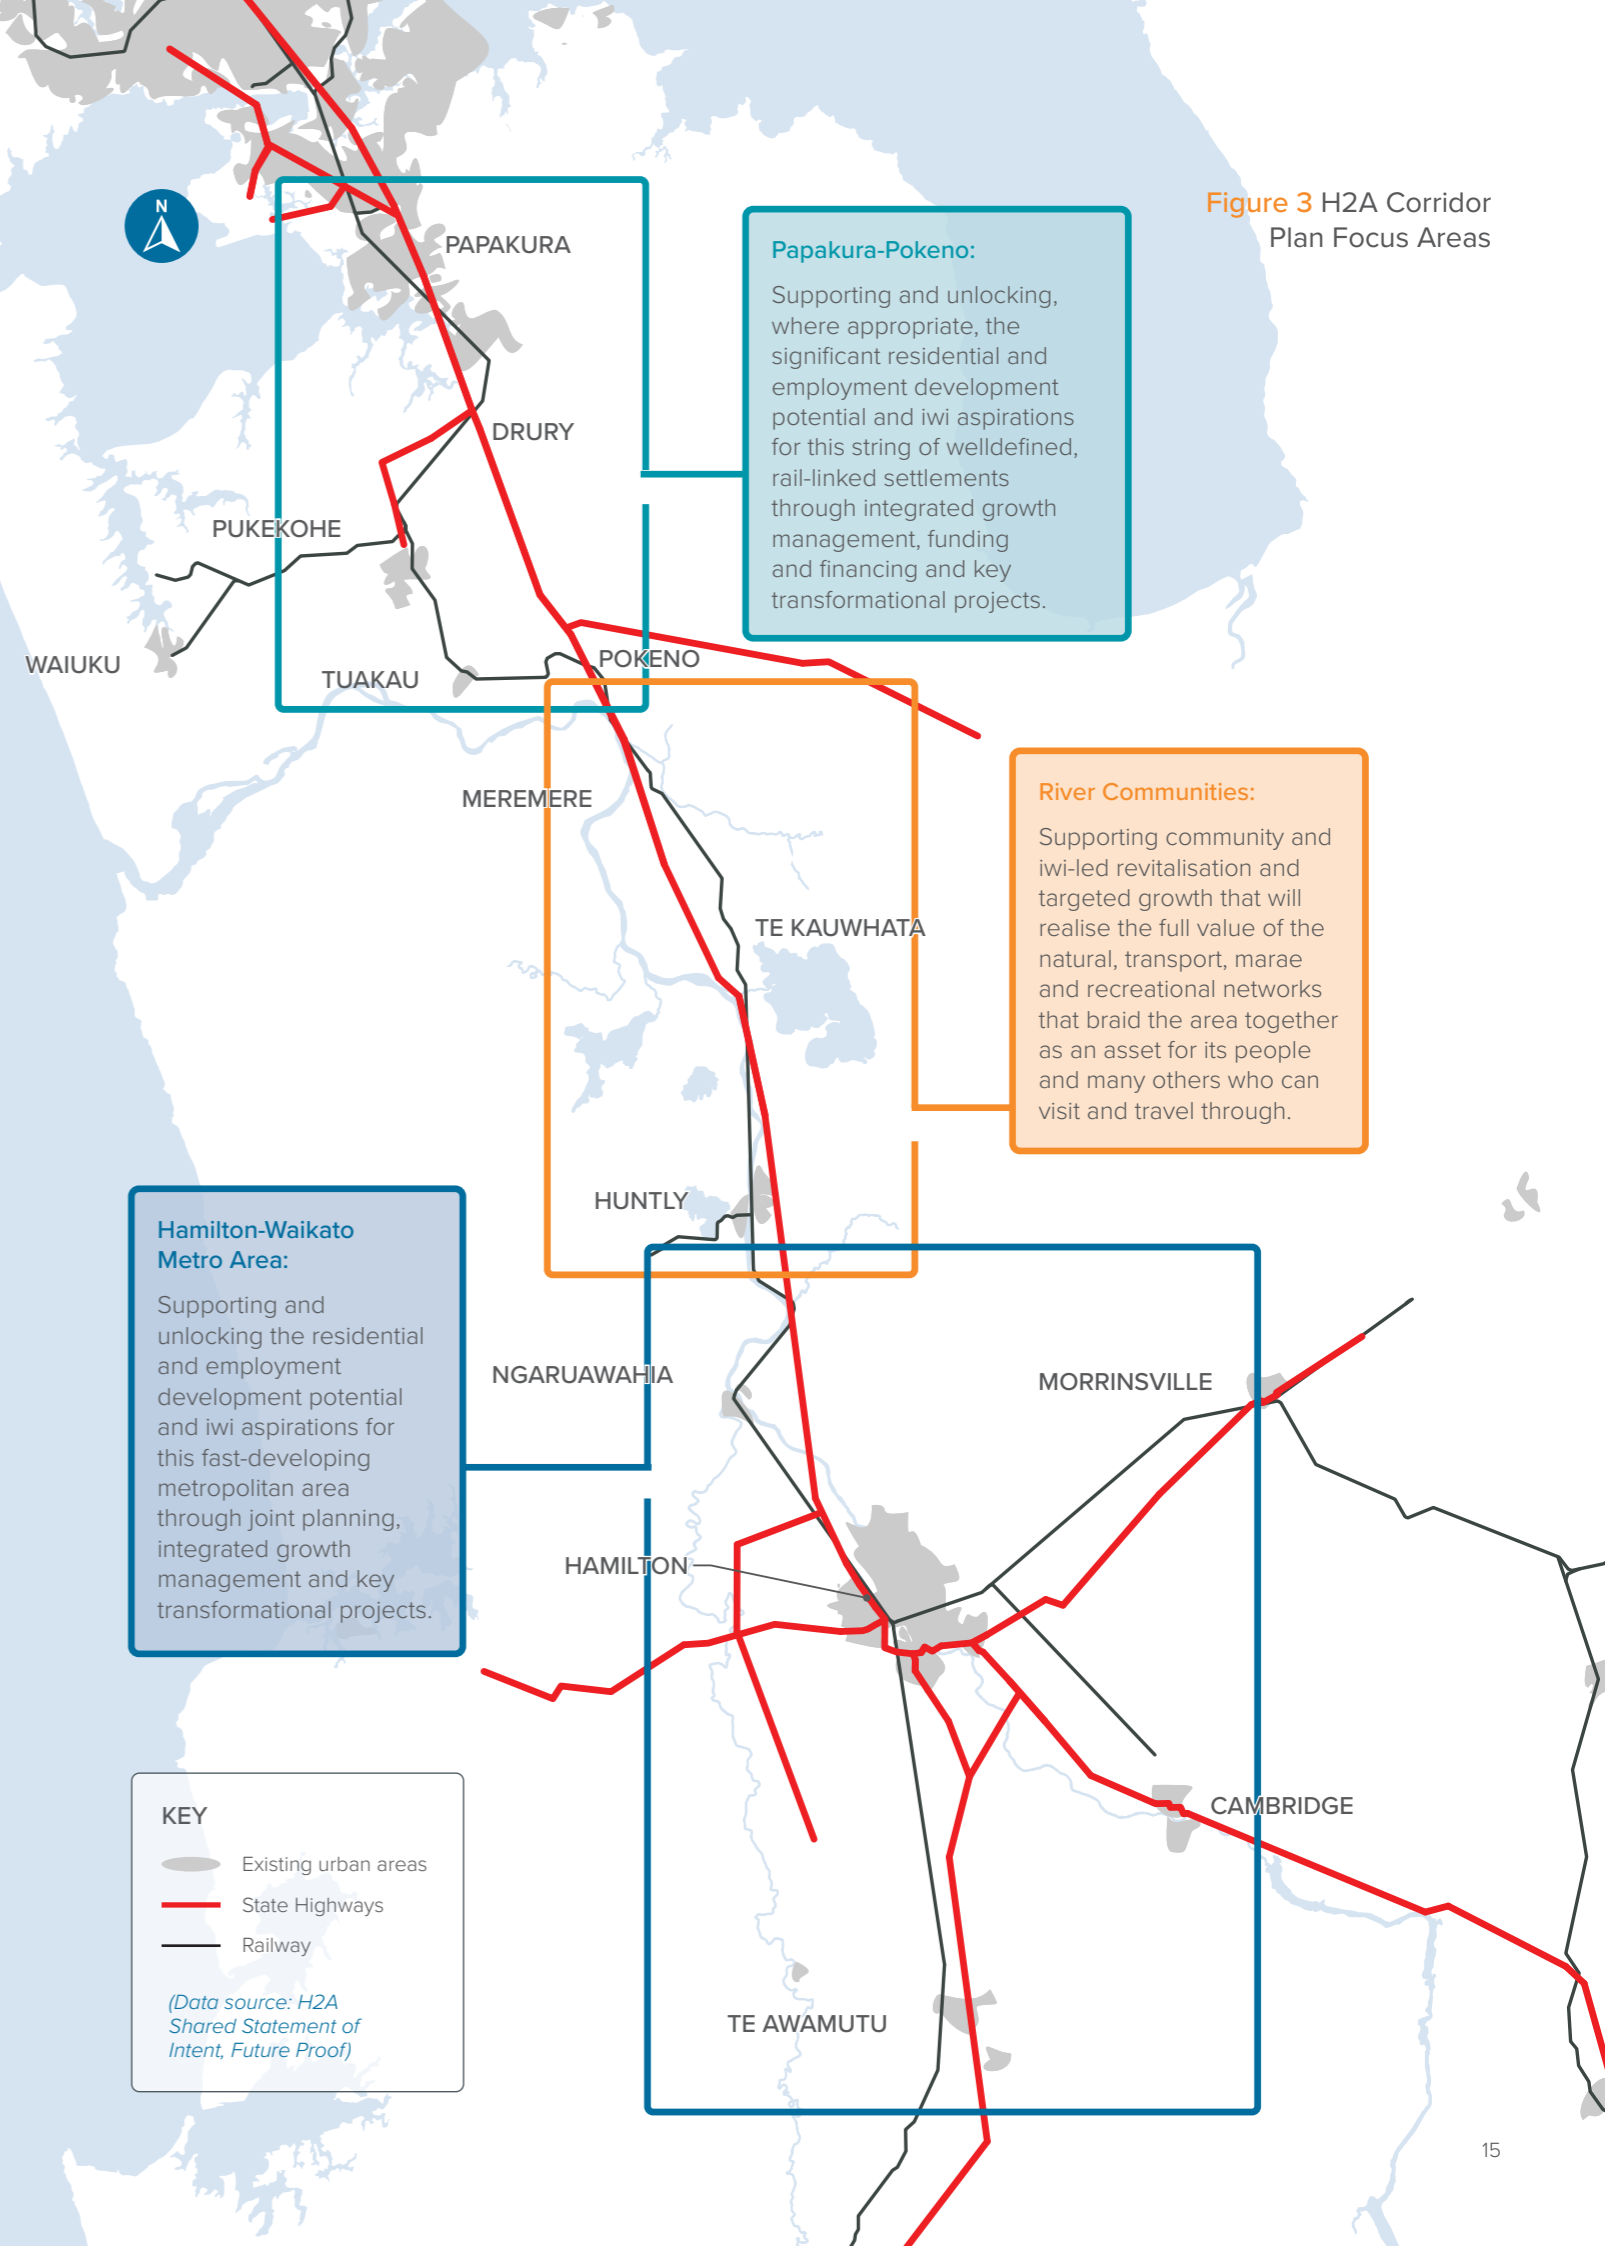 Figure 3 H2A Corridor
Plan Focus Areas
N
PAPAKURA
DRURY
PUKEKOHE
WAIUKU
TUAKAU
POKENO
Papakura-Pokeno:
Supporting and unlocking,
where appropriate, the
significant residential and
employment development
potential and iwi aspirations
for this string of welldefined,
rail-linked settlements
through integrated growth
management, funding
and financing and key
transformational projects.
MEREMERE
TE KAUWHATA
HUNTLY
River Communities:
Supporting community and
iwi-led revitalisation and
targeted growth that will
realise the full value of the
natural, transport, marae
and recreational networks
that braid the area together
as an asset for its people
and many others who can
visit and travel through.
Hamilton-Waikato
Metro Area:
Supporting and
unlocking the residential
and employment
development potential
and iwi aspirations for
this fast-developing
metropolitan area
through joint planning,
integrated growth
management and key
transformational projects.
NGARUAWAHIA
MORRINSVILLE
HAMILTON
CAMBRIDGE
TE AWAMUTU
KEY
Existing urban areas
State Highways
Railway
(Data source: H2A
Shared Statement of
Intent, Future Proof)
15